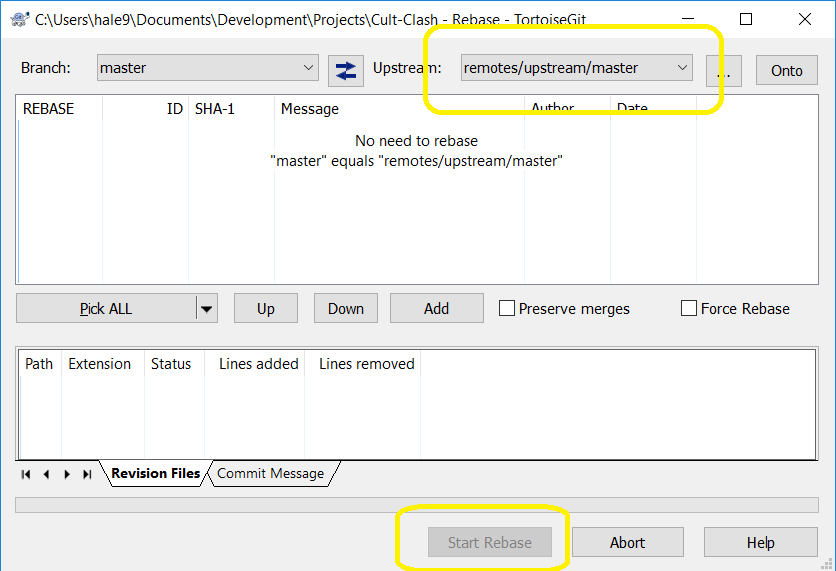 C:\Users\hale9\Documents\Development\Projects\Cult-Clash - Rebase - TortoiseGit
Branch: master Upstream: remotes/upstream/master ... Onto
REBASE ID SHA-1 Message Author Date
No need to rebase
"master" equals "remotes/upstream/master"
Pick ALL Up Down Add Preserve merges Force Rebase
Path Extension Status Lines added Lines removed
Revision Files Commit Message
Start Rebase Abort Help